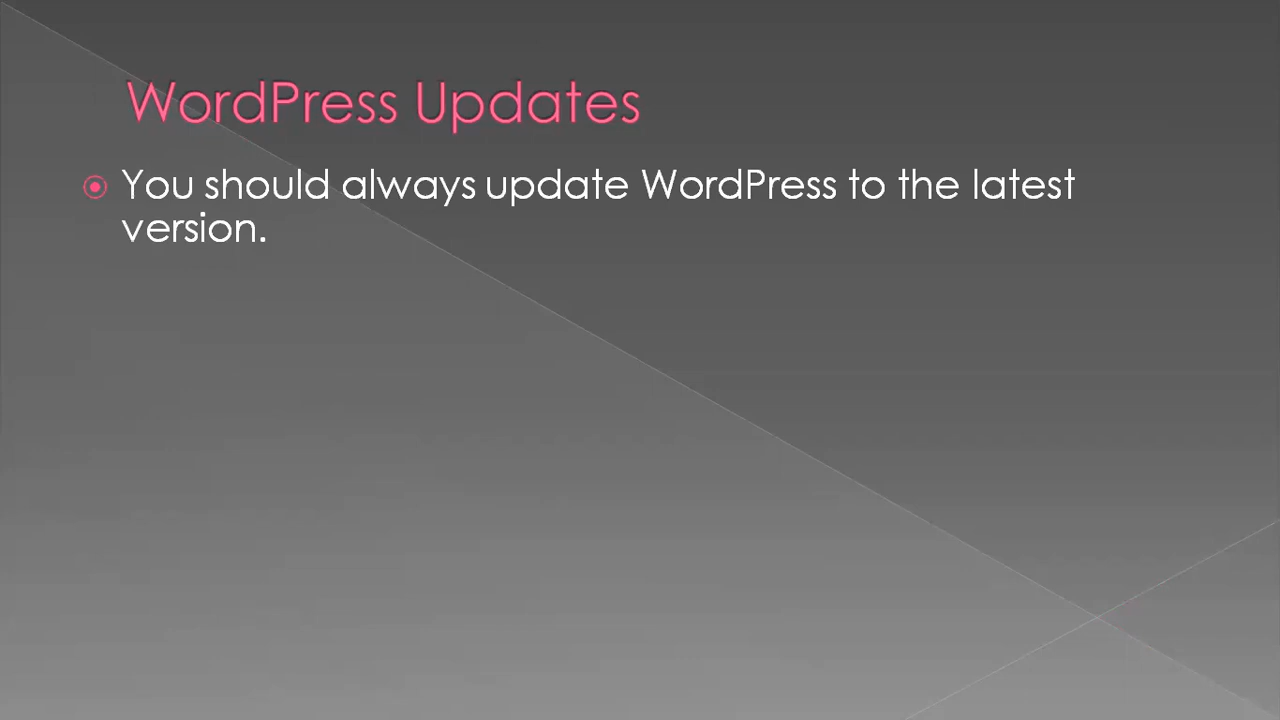 WordPress Updates
You should always update WordPress to the latest
version.